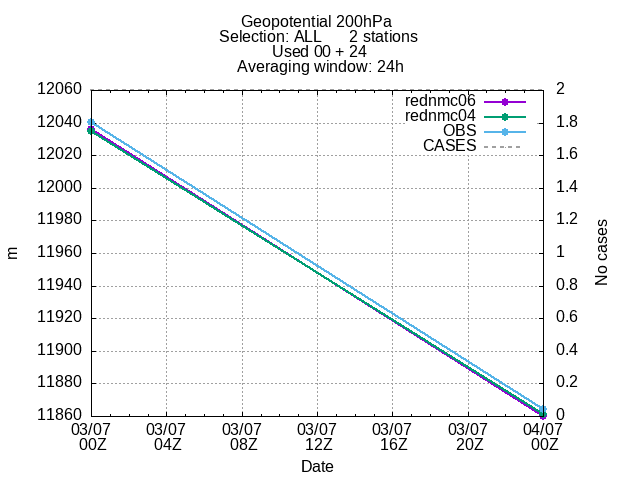 Geopotential 200hPa
Selection: ALL 2 stations
Used 00 + 24
Averaging window: 24h
12060
12040
12020
12000
11980
11960
11940
11920
11900
11880
11860
m
2
1.8
1.6
1.4
1.2
1
0.8
0.6
0.4
0.2
0
No cases
rednmc06
rednmc04
OBS
CASES
03/07 03/07 03/07 03/07 03/07 03/07 04/07
00Z 04Z 08Z 12Z 16Z 20Z 00Z
Date